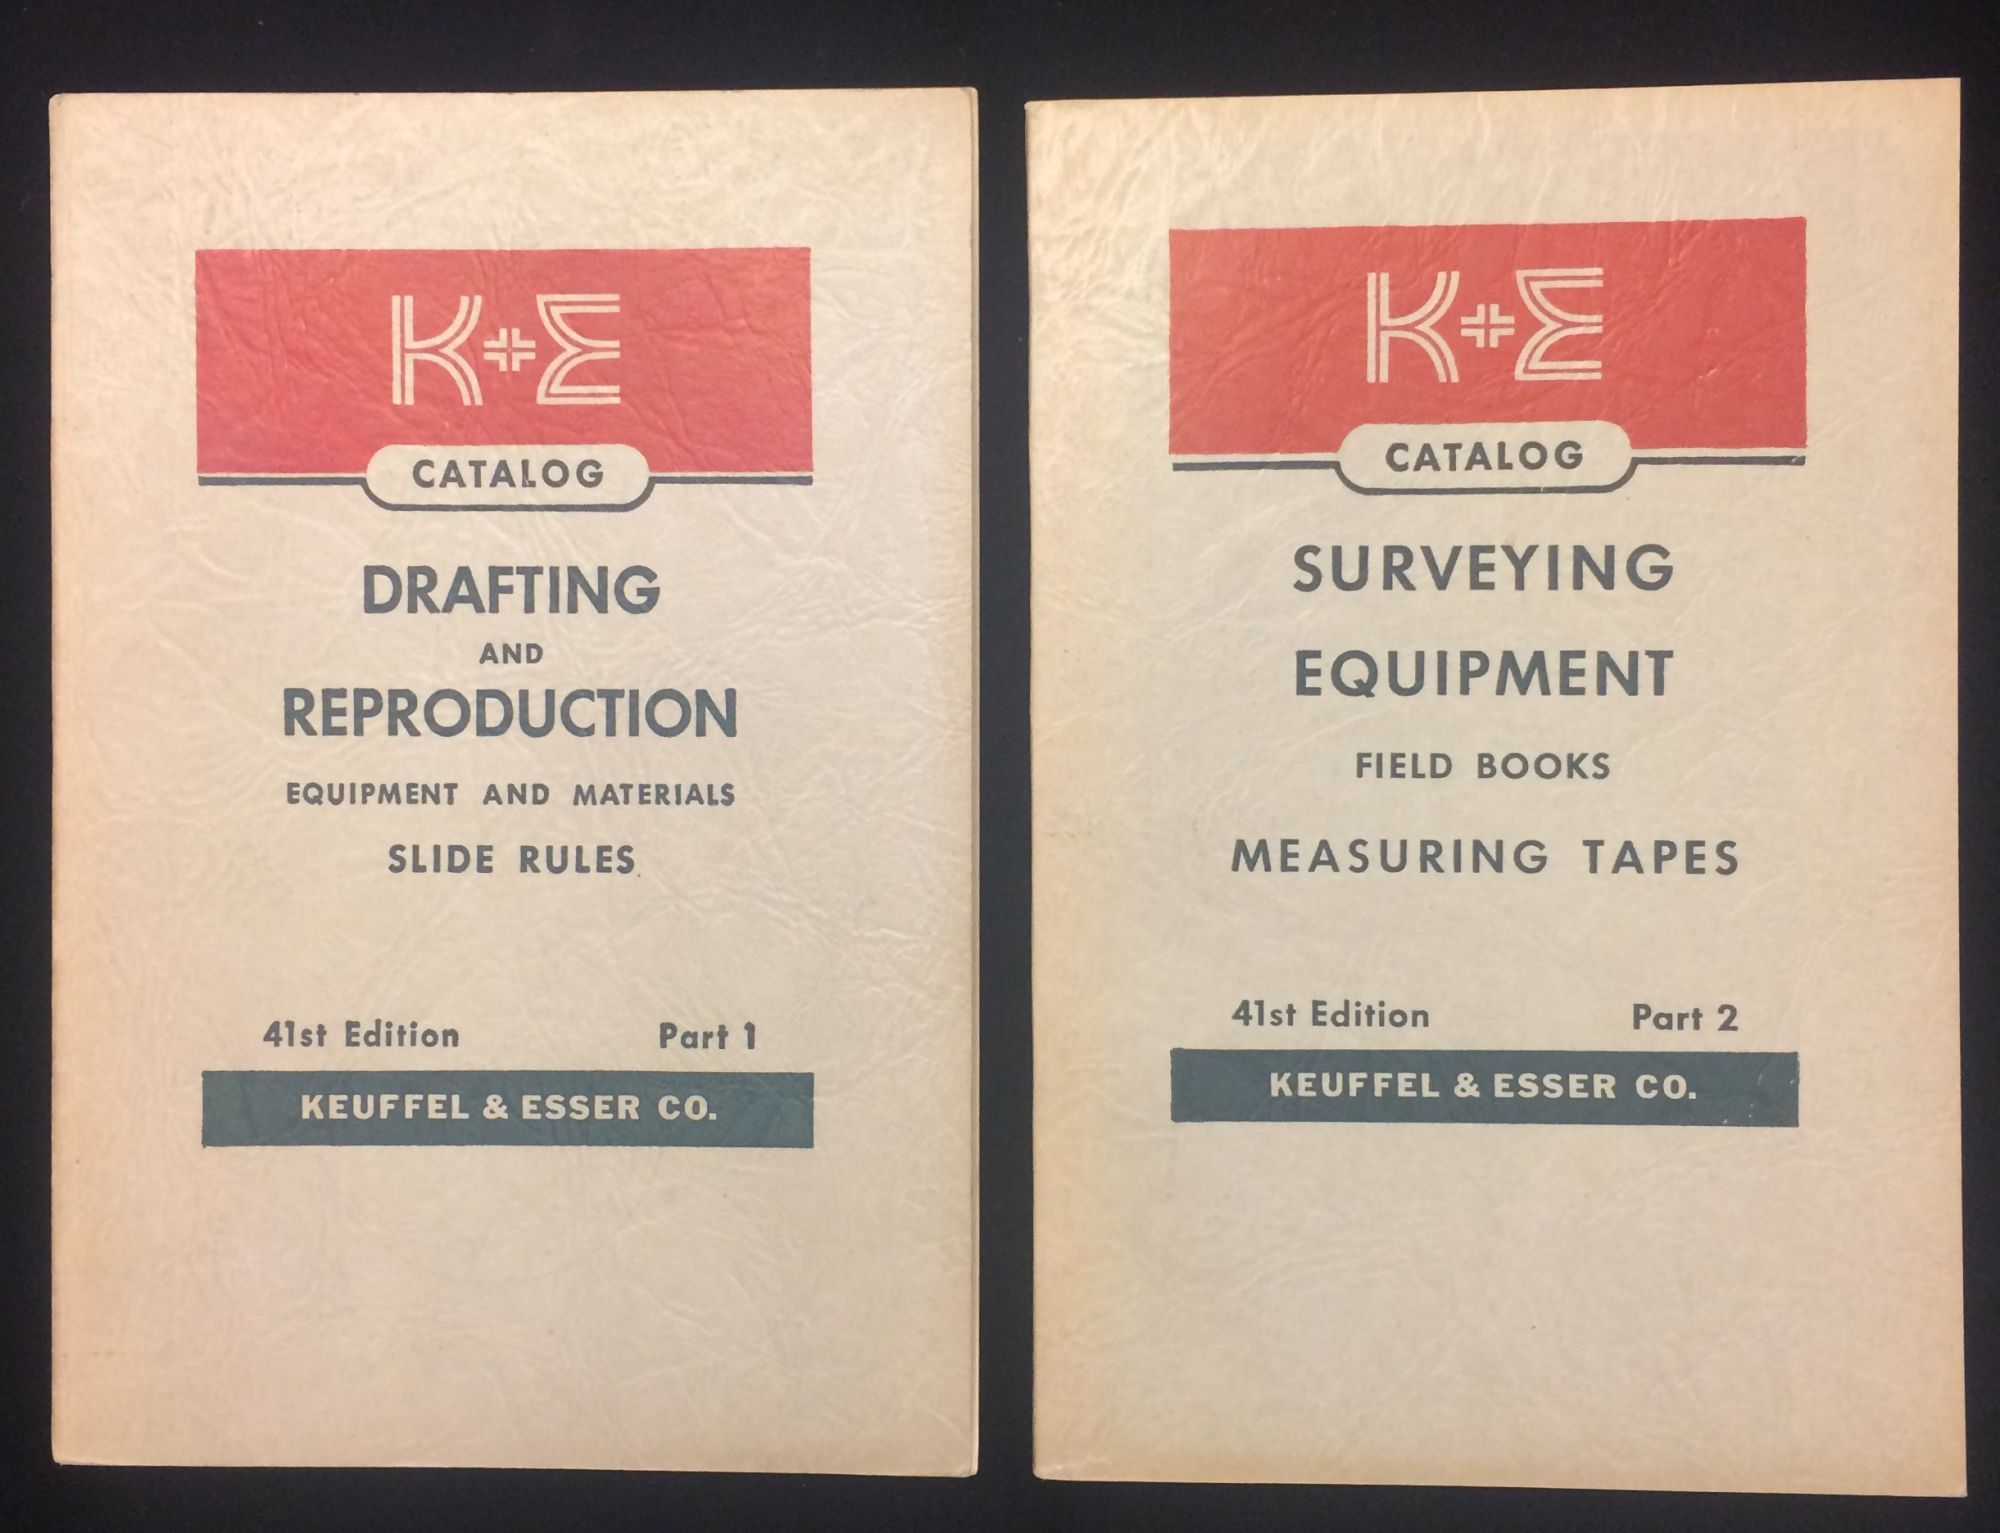 K+E
CATALOG
DRAFTING
AND
REPRODUCTION
EQUIPMENT AND MATERIALS
SLIDE RULES
41st Edition Part 1
KEUFFEL & ESSER CO.
K+E
CATALOG
SURVEYING
EQUIPMENT
FIELD BOOKS
MEASURING TAPES
41st Edition Part 2
KEUFFEL & ESSER CO.